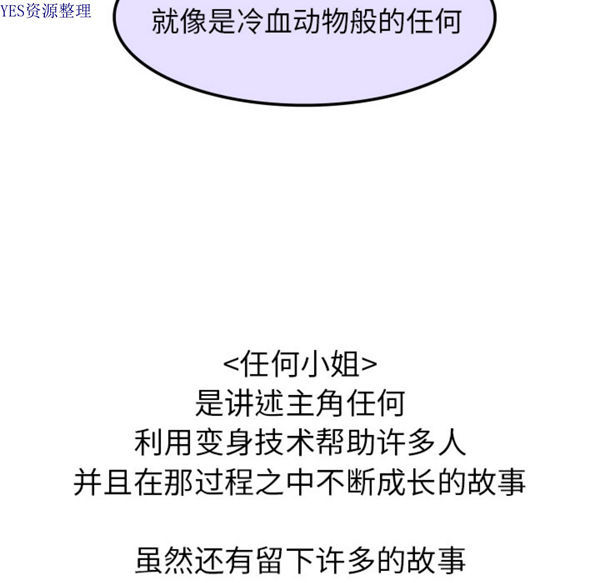 YES资源整理
就像是冷血动物般的任何
<任何小姐>
是讲述主角任何
利用变身技术帮助许多人
并且在那过程之中不断成长的故事
虽然还有留下许多的故事